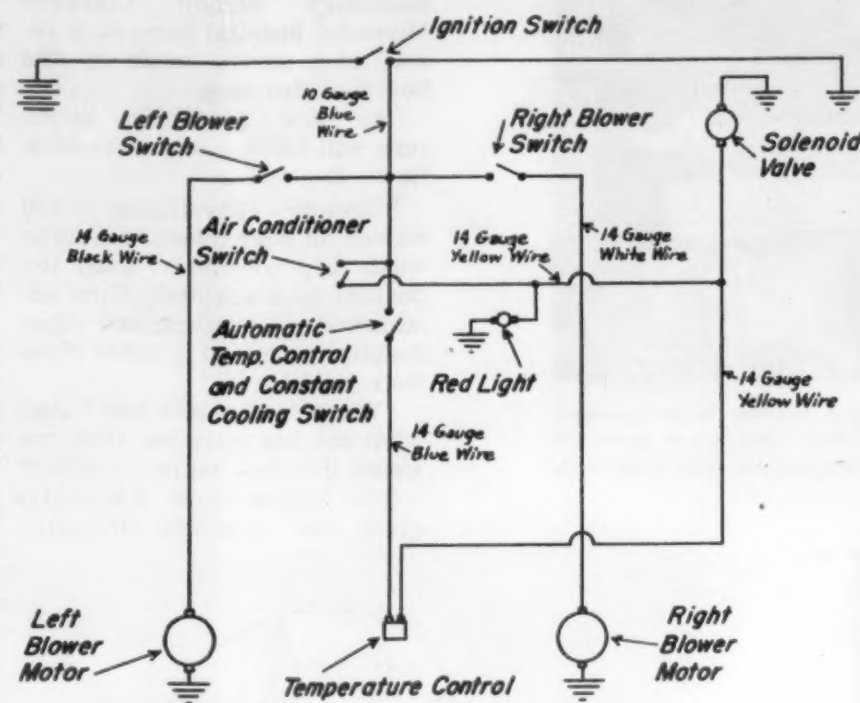 Ignition Switch
10 Gauge
Blue
Wire
Left Blower
Switch
Right Blower
Switch
Solenoid
Valve
14 Gauge
Black Wire
Air Conditioner
Switch
14 Gauge
Yellow Wire
14 Gauge
White Wire
Automatic
Temp. Control
and Constant
Cooling Switch
Red Light
14 Gauge
Yellow Wire
14 Gauge
Blue Wire
Left
Blower
Motor
Temperature Control
Right
Blower
Motor